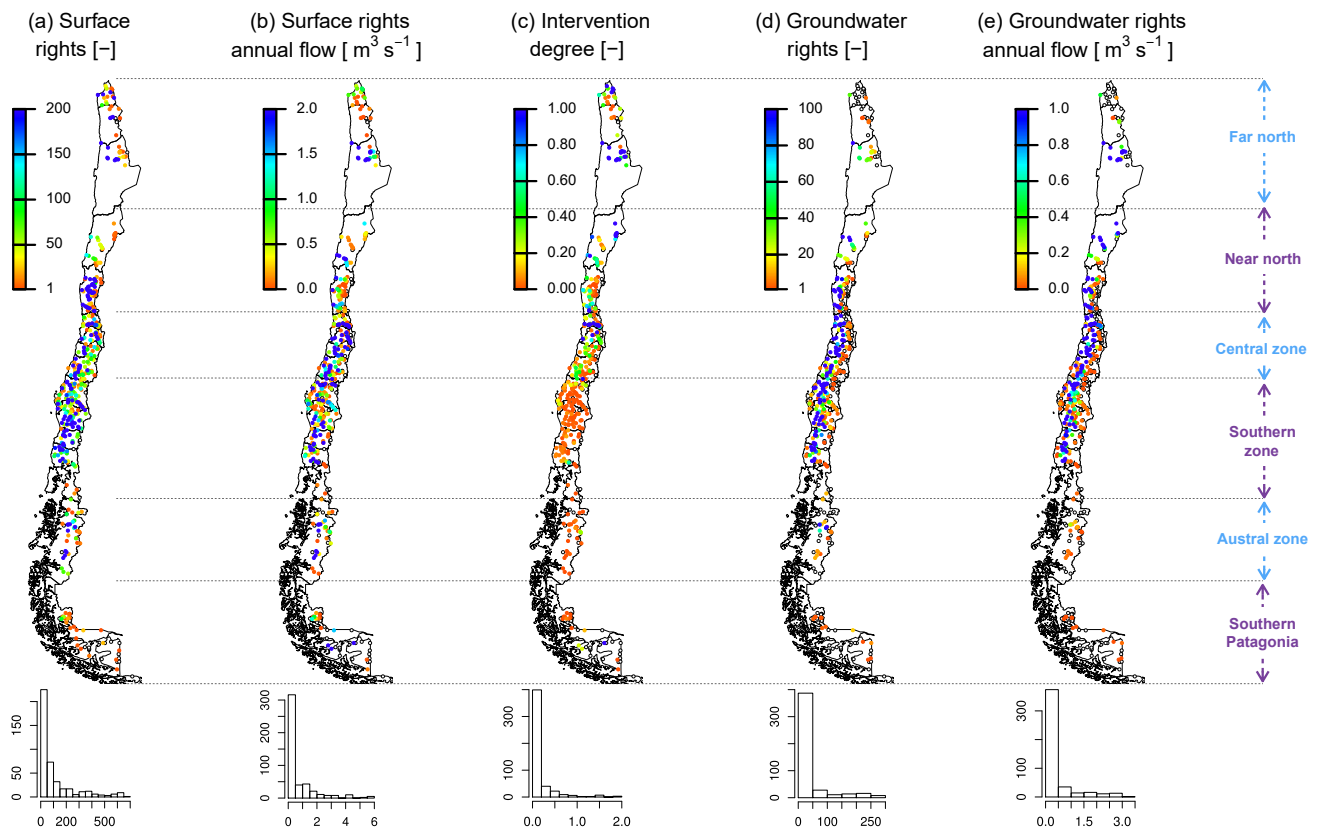 (a) Surface
rights [−]
(b) Surface rights
annual flow [ m³ s⁻¹ ]
(c) Intervention
degree [−]
(d) Groundwater
rights [−]
(e) Groundwater rights
annual flow [ m³ s⁻¹ ]
200
150
100
50
1
2.0
1.5
1.0
0.5
0.0
1.00
0.80
0.60
0.40
0.20
0.00
100
80
60
40
20
1
1.0
0.8
0.6
0.4
0.2
0.0
Far north
Near north
Central zone
Southern
zone
Austral zone
Southern
Patagonia
150
50
0
0 200 500
300
200
100
50
0
0 2 4 6
300
100
0
0.0 1.0 2.0
300
100
0
0 100 250
300
100
0
0.0 1.5 3.0